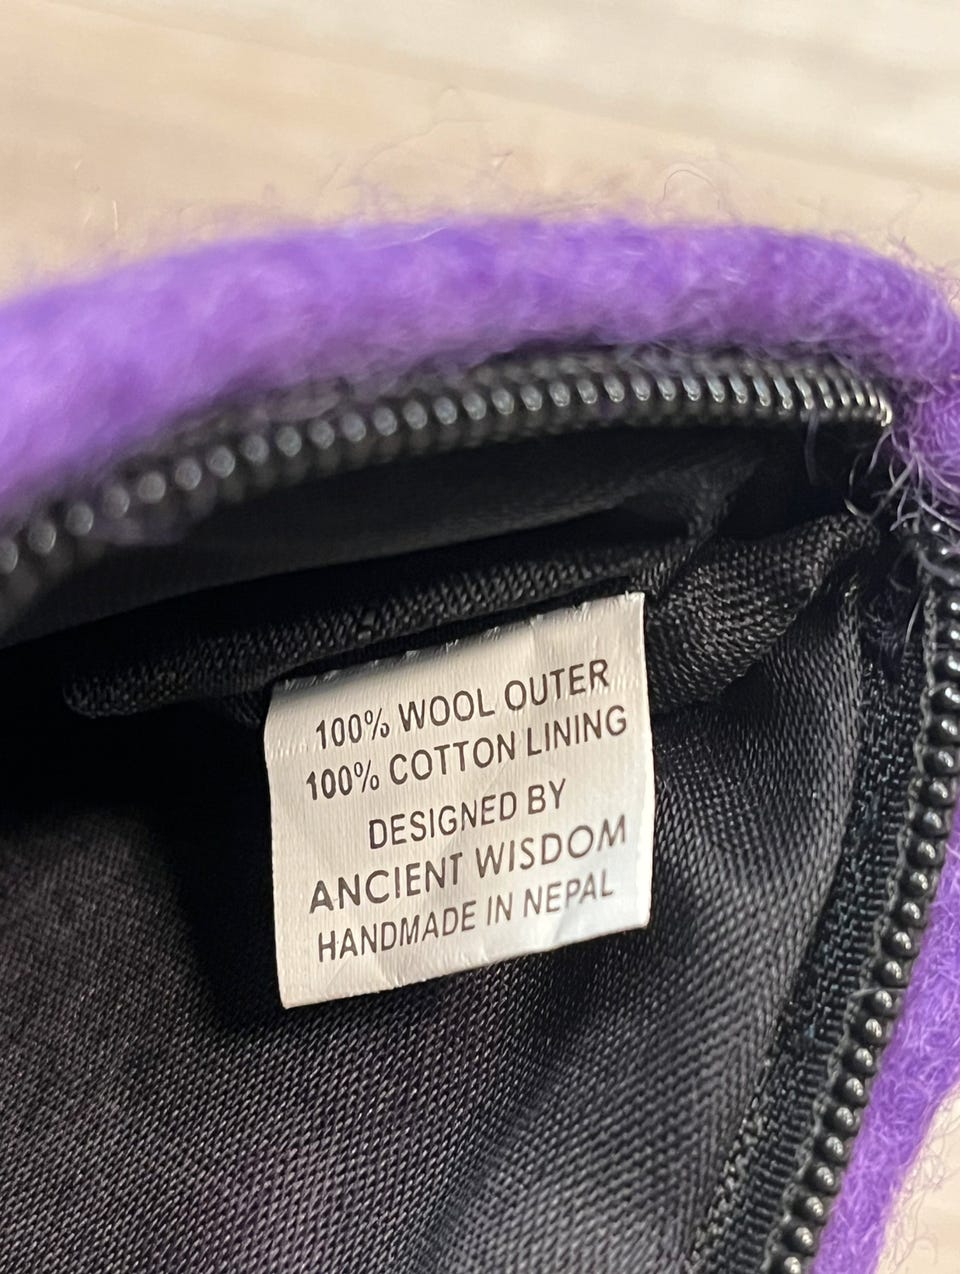 100% WOOL OUTER
100% COTTON LINING
DESIGNED BY
ANCIENT WISDOM
HANDMADE IN NEPAL